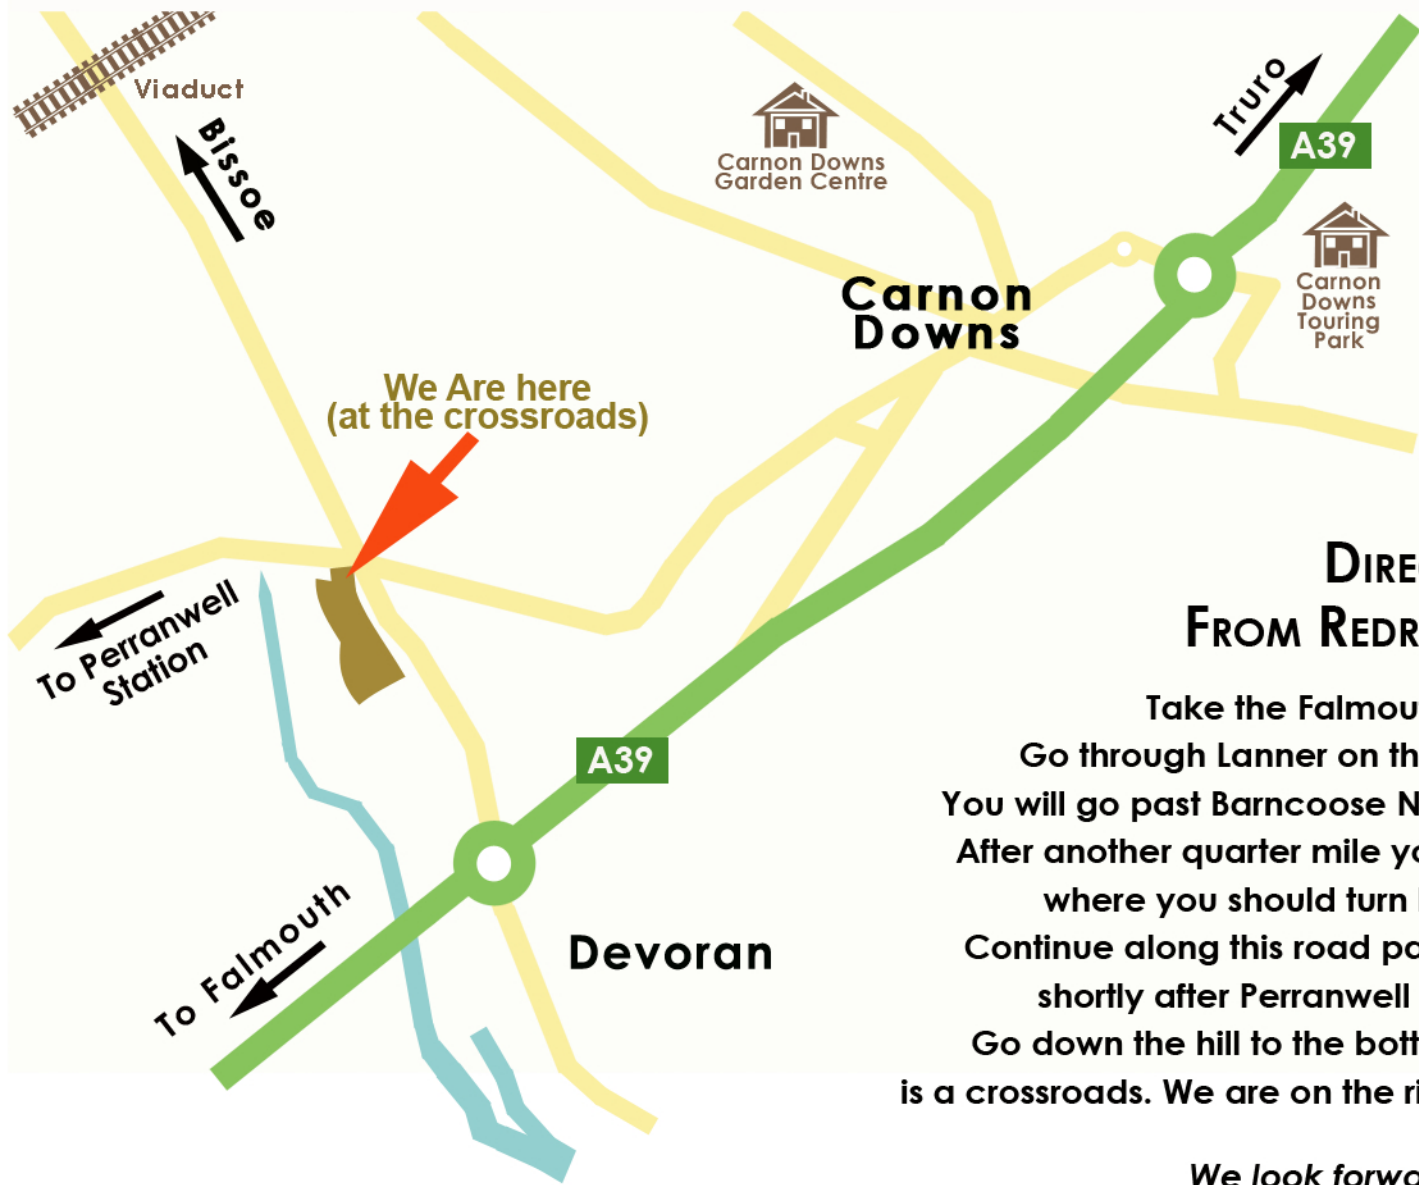 Viaduct
Bissoe
Carnon Downs
Garden Centre
Truro
A39
Carnon
Downs
Touring
Park
Carnon
Downs
We Are here
(at the crossroads)
To Perranwell
Station
A39
To Falmouth
Devoran
DIRE
FROM REDR
Take the Falmou
Go through Lanner on th
You will go past Barncoose N
After another quarter mile yo
where you should turn
Continue along this road pa
shortly after Perranwell
Go down the hill to the bott
is a crossroads. We are on the ri
We look forwa